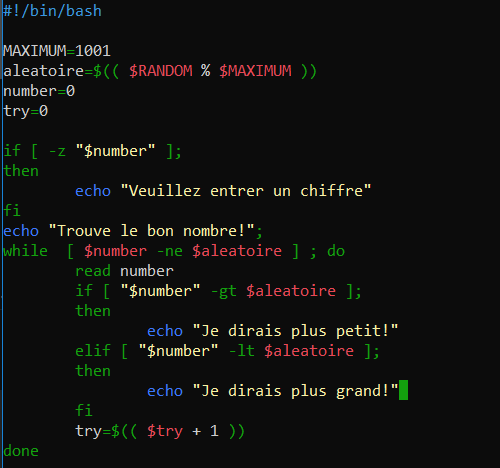 #!/bin/bash

MAXIMUM=1001
aleatoire=$(( $RANDOM % $MAXIMUM ))
number=0
try=0

if [ -z "$number" ];
then
        echo "Veuillez entrer un chiffre"
fi
echo "Trouve le bon nombre!";
while  [ $number -ne $aleatoire ] ; do
        read number
        if [ "$number" -gt $aleatoire ];
        then
                echo "Je dirais plus petit!"
        elif [ "$number" -lt $aleatoire ];
        then
                echo "Je dirais plus grand!"
        fi
        try=$(( $try + 1 ))
done